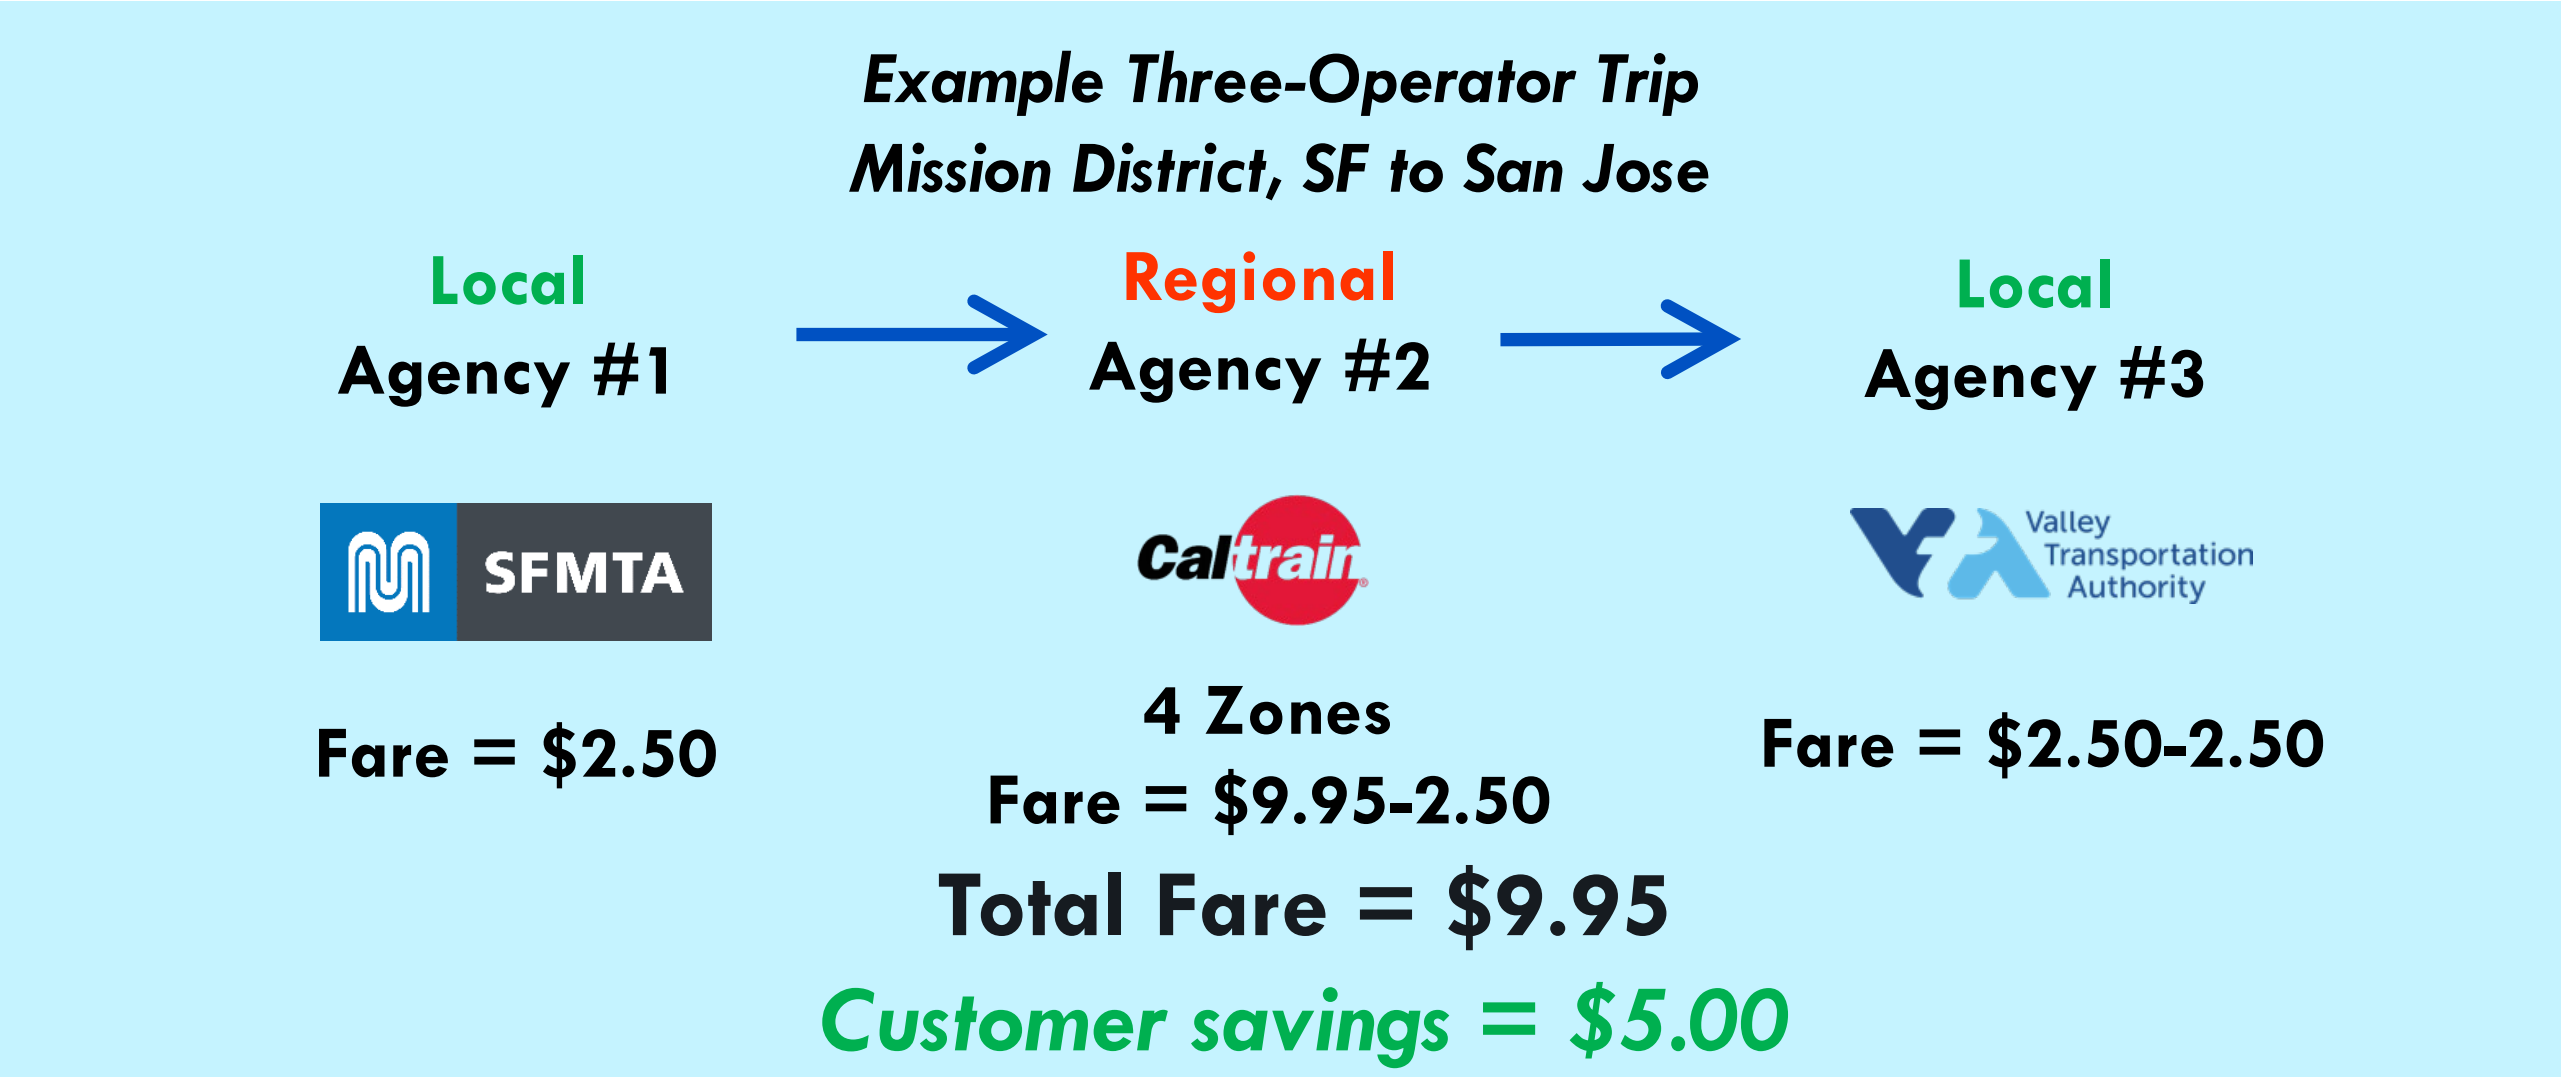 Example Three-Operator Trip
Mission District, SF to San Jose
Local
Agency #1
Regional
Agency #2
Local
Agency #3
SFMTA
Caltrain®
Valley
Transportation
Authority
Fare = $2.50
4 Zones
Fare = $9.95-2.50
Fare = $2.50-2.50
Total Fare = $9.95
Customer savings = $5.00